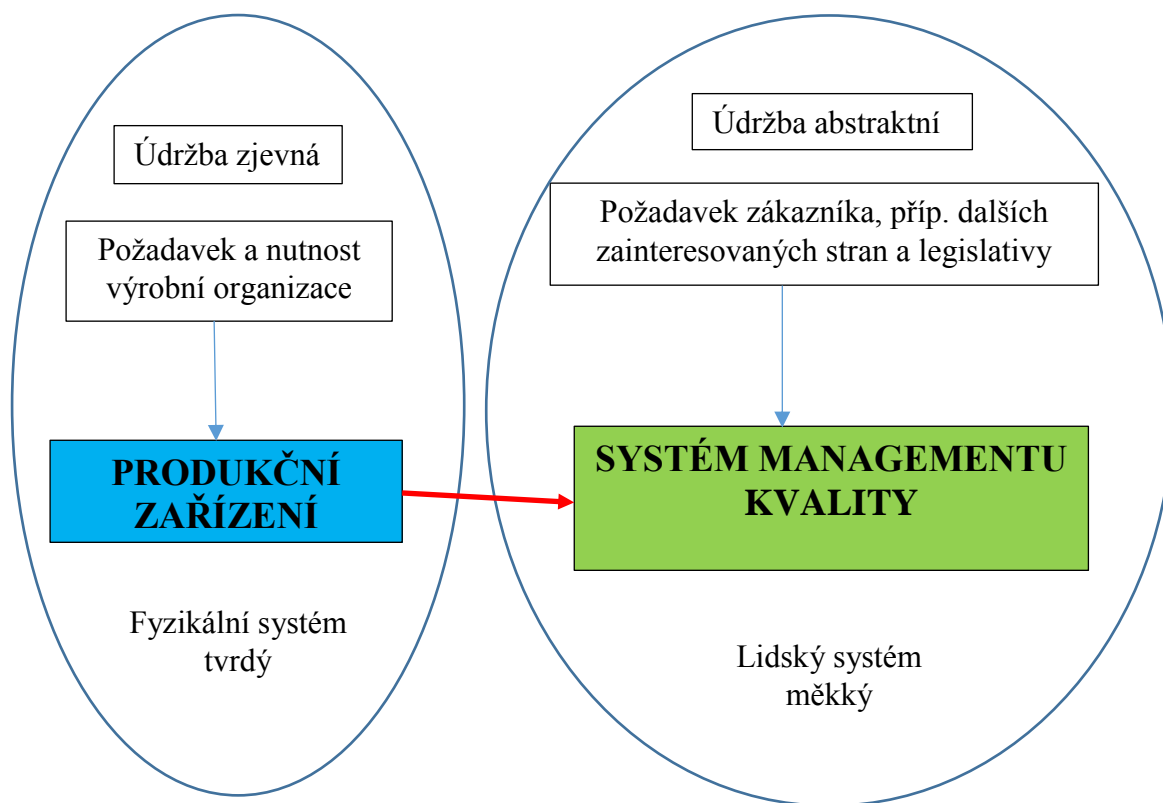 Údržba zjevná
Požadavek a nutnost
výrobní organizace
PRODUKČNÍ
ZAŘÍZENÍ
Fyzikální systém
tvrdý
Údržba abstraktní
Požadavek zákazníka, příp. dalších
zainteresovaných stran a legislativy
SYSTÉM MANAGEMENTU
KVALITY
Lidský systém
měkký